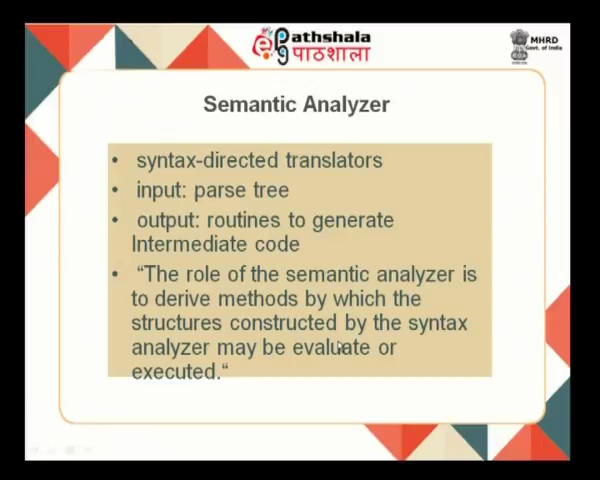 ePGathshala
पाठशाला
MHRD
Govt. of India
Semantic Analyzer
• syntax-directed translators
• input: parse tree
• output: routines to generate
Intermediate code
• “The role of the semantic analyzer is
to derive methods by which the
structures constructed by the syntax
analyzer may be evaluate or
executed.“